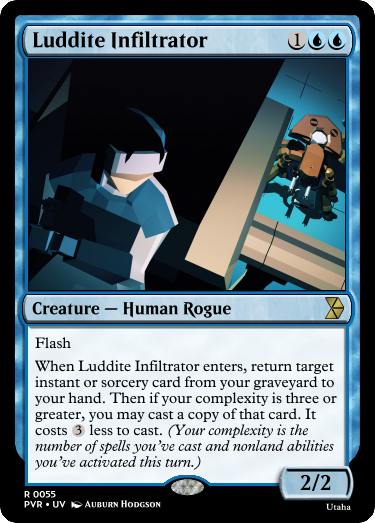 Luddite Infiltrator 1
Creature — Human Rogue
Flash
When Luddite Infiltrator enters, return target
instant or sorcery card from your graveyard to
your hand. Then if your complexity is three or
greater, you may cast a copy of that card. It
costs 3 less to cast. (Your complexity is the
number of spells you've cast and nonland abilities
you've activated this turn.)
2/2
R 0055
PVR • UV Auburn Hodgson
Utaha